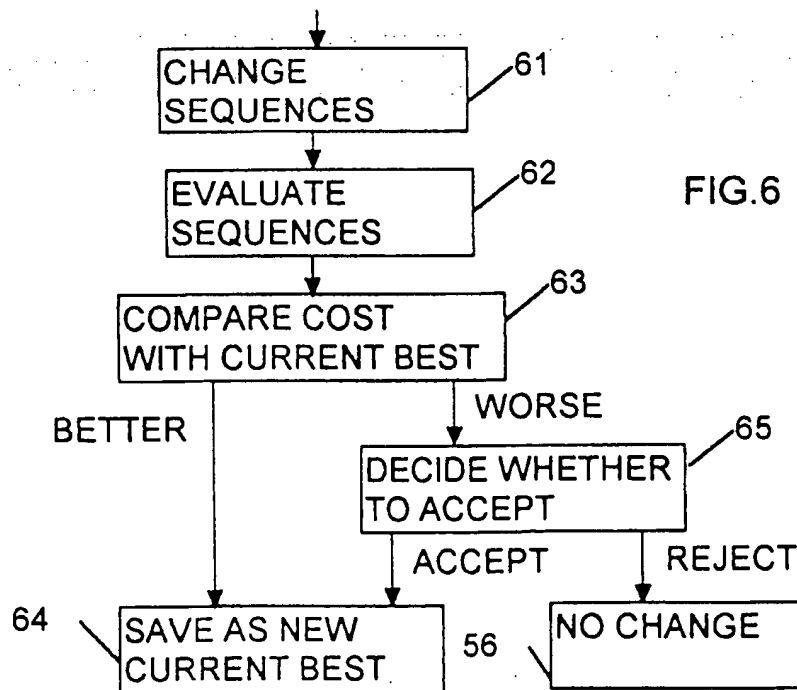 CHANGE
SEQUENCES
61
EVALUATE
SEQUENCES
62
FIG.6
COMPARE COST
WITH CURRENT BEST
63
BETTER
WORSE
DECIDE WHETHER
TO ACCEPT
65
ACCEPT
REJECT
64
SAVE AS NEW
CURRENT BEST
56
NO CHANGE